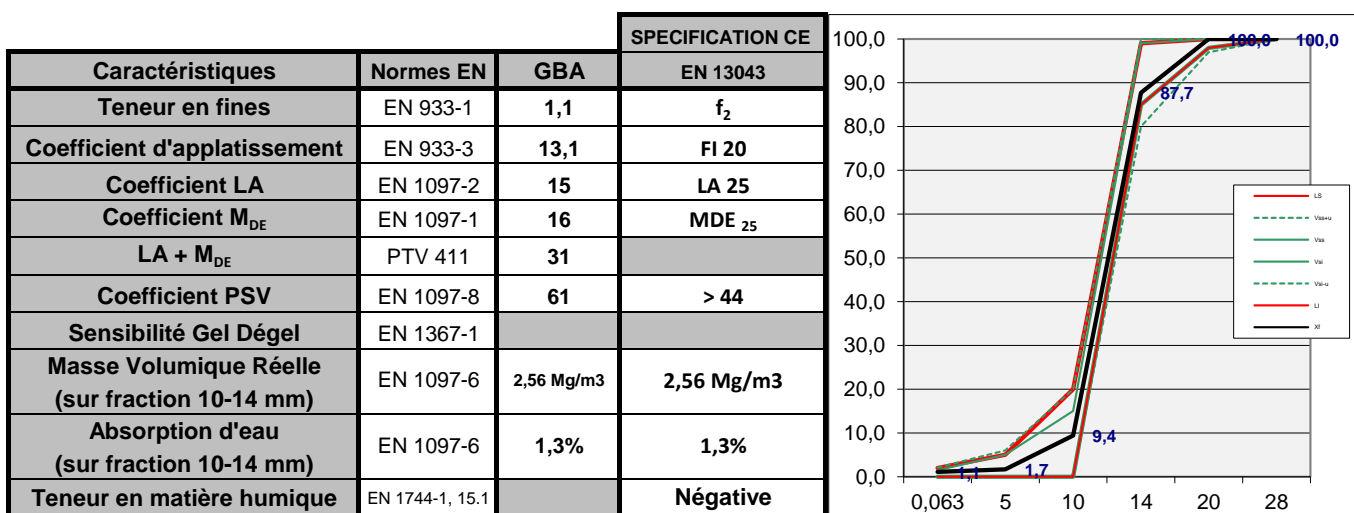 SPECIFICATION CE
Caractéristiques Normes EN GBA EN 13043
Teneur en fines EN 933-1 1,1 f2
Coefficient d'applatissement EN 933-3 13,1 FI 20
Coefficient LA EN 1097-2 15 LA 25
Coefficient MDE EN 1097-1 16 MDE 25
LA + MDE PTV 411 31
Coefficient PSV EN 1097-8 61 > 44
Sensibilité Gel Dégel EN 1367-1
Masse Volumique Réelle
(sur fraction 10-14 mm) EN 1097-6 2,56 Mg/m3 2,56 Mg/m3
Absorption d'eau
(sur fraction 10-14 mm) EN 1097-6 1,3% 1,3%
Teneur en matière humique EN 1744-1, 15.1 Négative
100,0
90,0
80,0
70,0
60,0
50,0
40,0
30,0
20,0
10,0
0,0
0,063 5 10 14 20 28
1,1
1,7
9,4
87,7
100,0
LS
Vss+u
Vss
Vsi
Vsi-u
LI
Xf